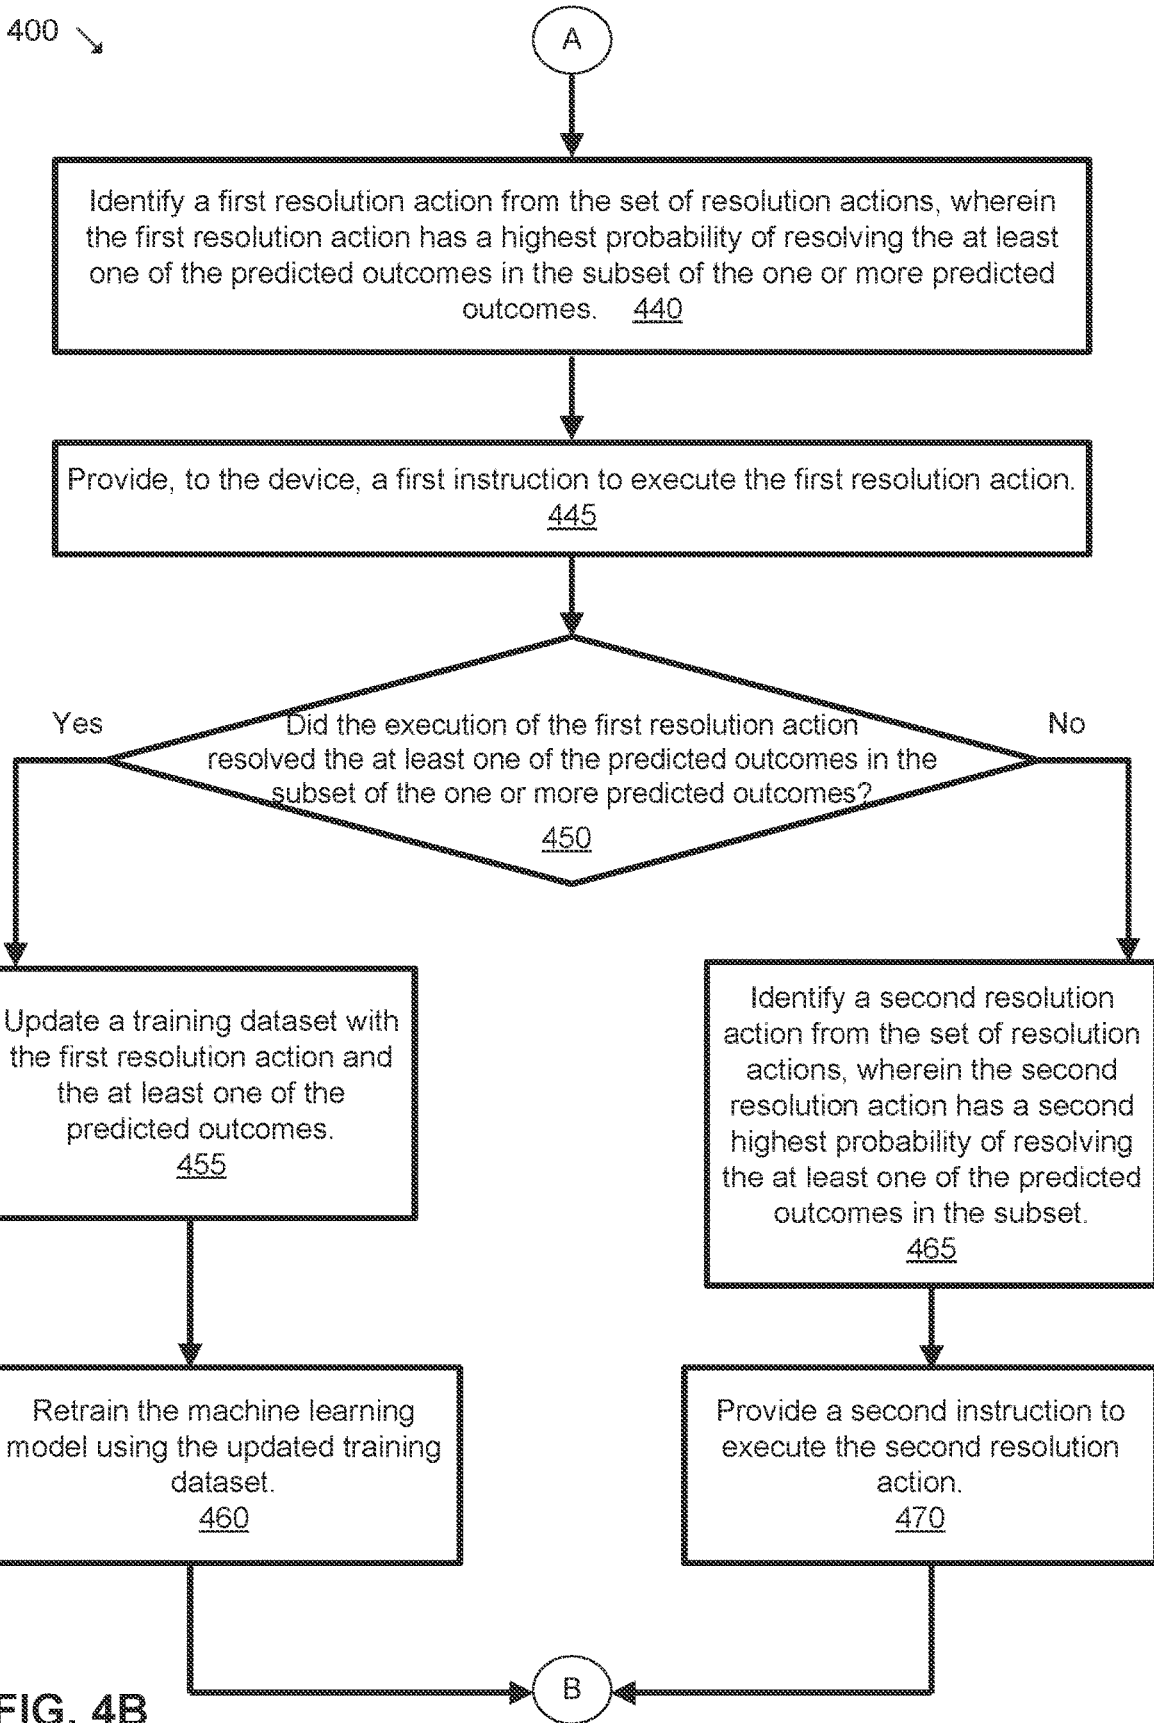 400
A
Identify a first resolution action from the set of resolution actions, wherein
the first resolution action has a highest probability of resolving the at least
one of the predicted outcomes in the subset of the one or more predicted
outcomes. 440
Provide, to the device, a first instruction to execute the first resolution action.
445
Yes
No
Did the execution of the first resolution action
resolved the at least one of the predicted outcomes in the
subset of the one or more predicted outcomes?
450
Update a training dataset with
the first resolution action and
the at least one of the
predicted outcomes.
455
Identify a second resolution
action from the set of resolution
actions, wherein the second
resolution action has a second
highest probability of resolving
the at least one of the predicted
outcomes in the subset.
465
Retrain the machine learning
model using the updated training
dataset.
460
Provide a second instruction to
execute the second resolution
action.
470
B
FIG. 4B